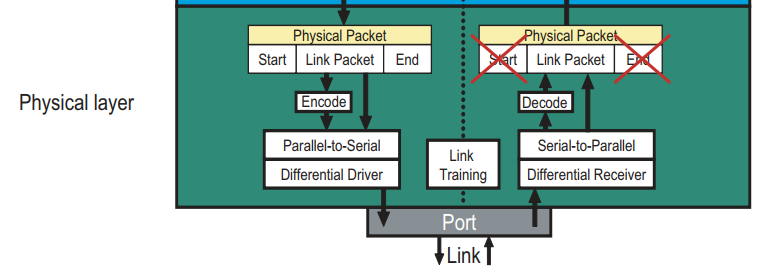 Physical Packet
Start Link Packet End
Physical Packet
Start Link Packet End
Physical layer
Encode
Decode
Parallel-to-Serial
Differential Driver
Link
Training
Serial-to-Parallel
Differential Receiver
Port
Link